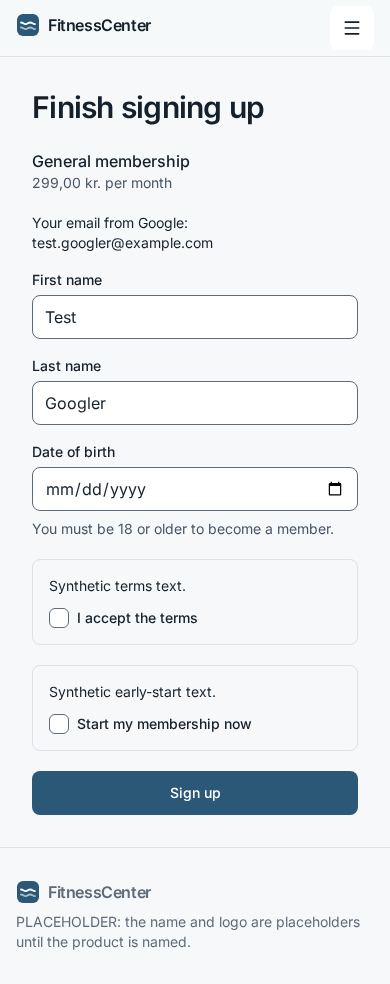 FitnessCenter
Finish signing up
General membership
299,00 kr. per month
Your email from Google:
test.googler@example.com
First name
Test
Last name
Googler
Date of birth
mm/dd/yyyy
You must be 18 or older to become a member.
Synthetic terms text.
I accept the terms
Synthetic early-start text.
Start my membership now
Sign up
FitnessCenter
PLACEHOLDER: the name and logo are placeholders
until the product is named.